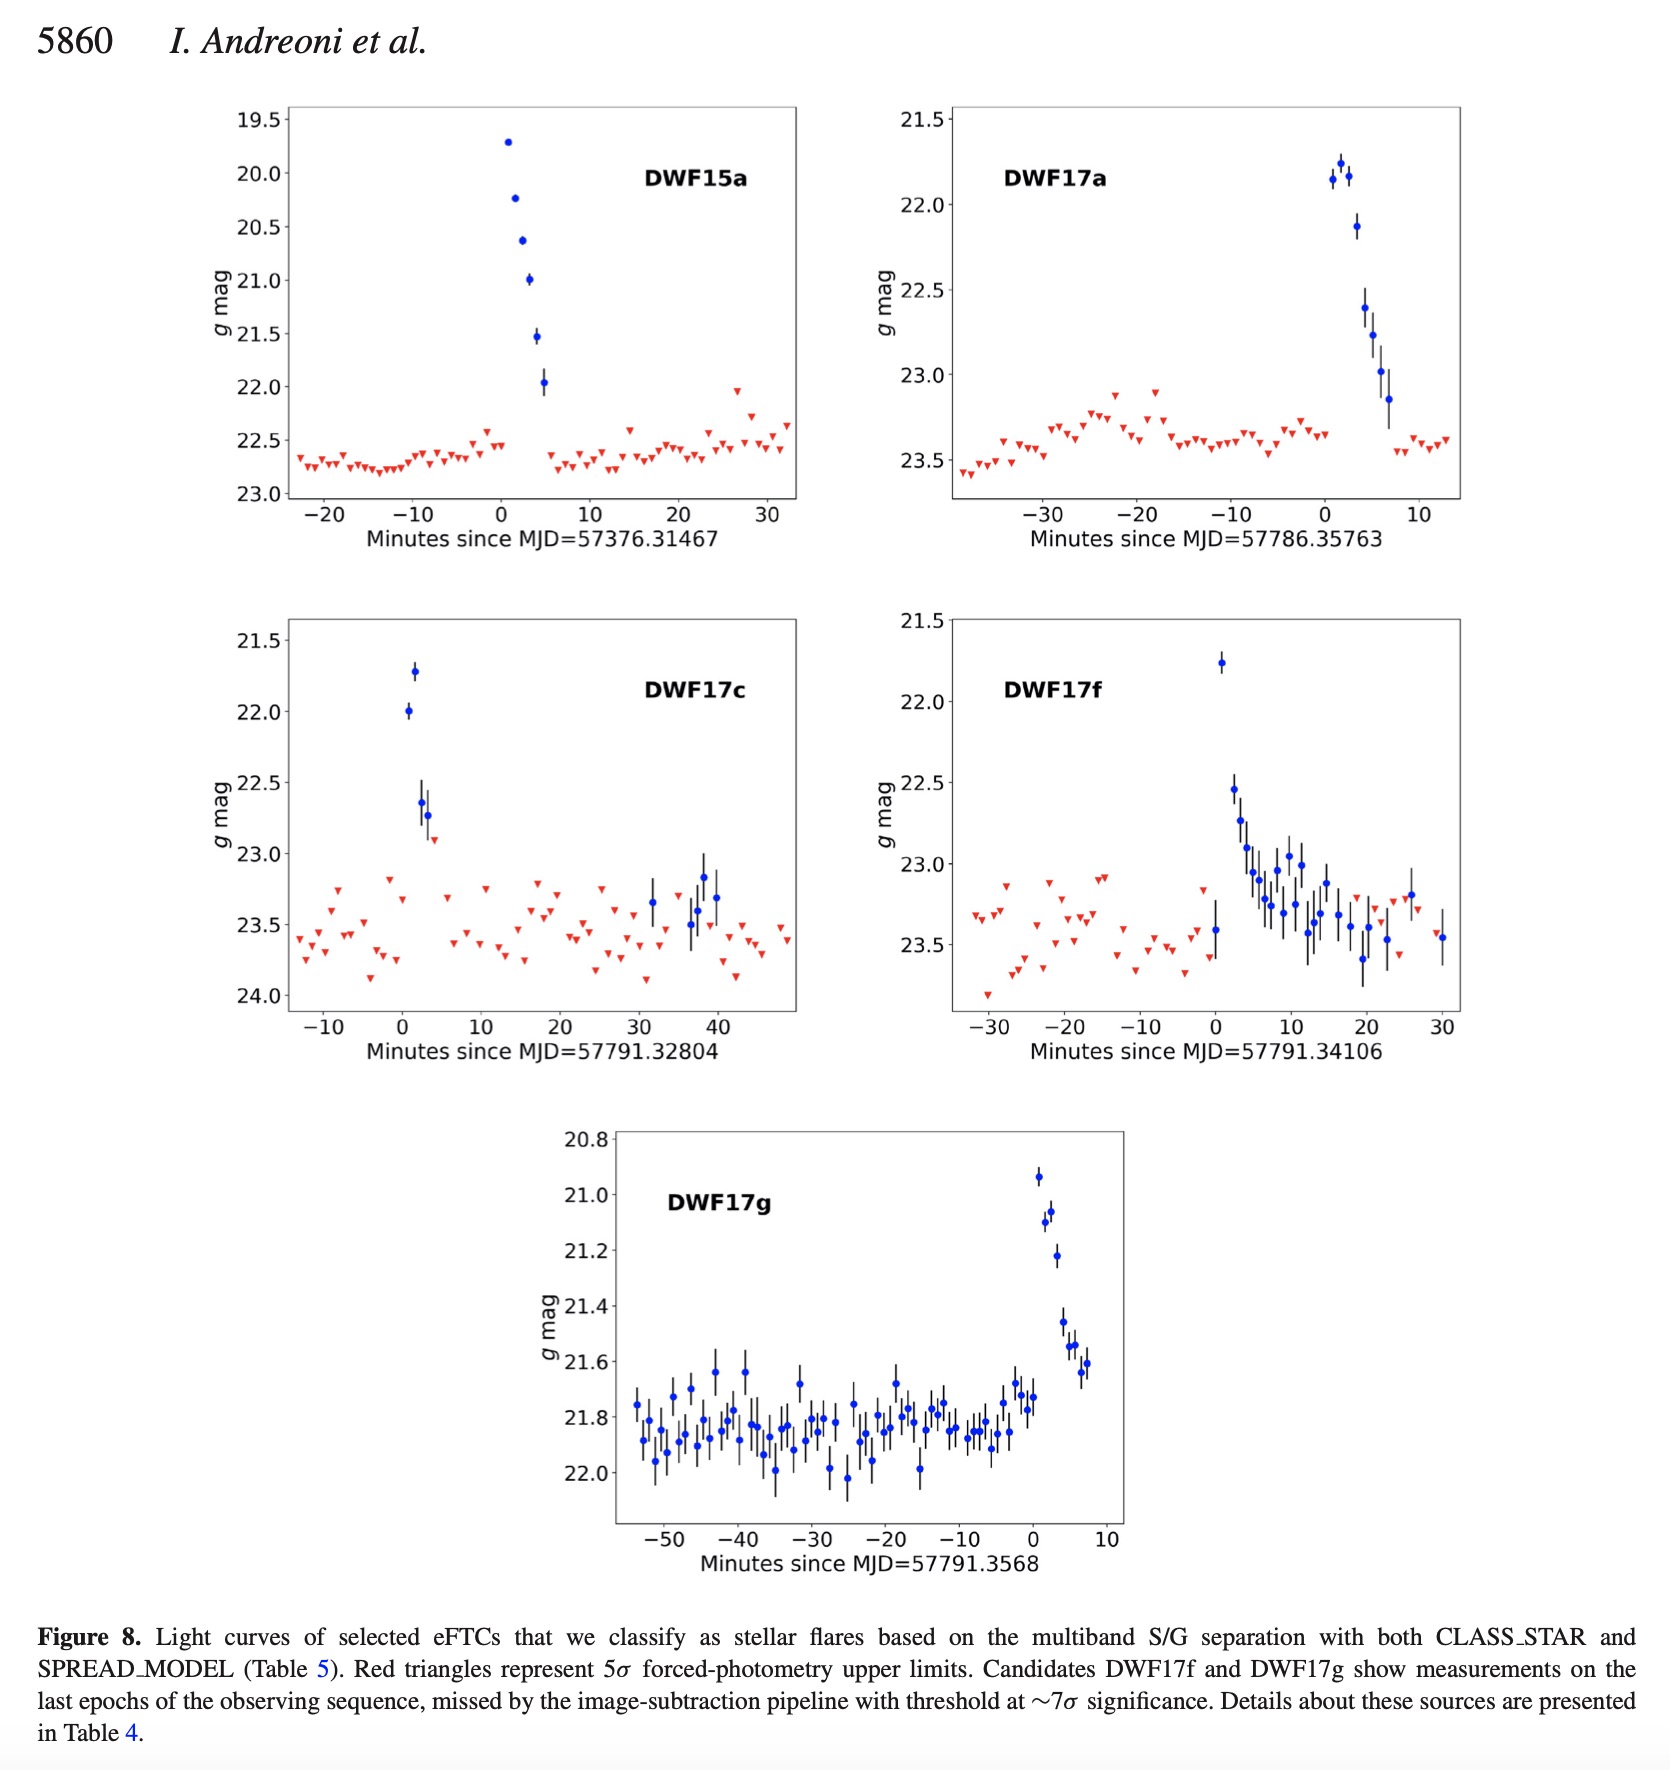 5860 I. Andreoni et al.
19.5
20.0
20.5
21.0
21.5
22.0
22.5
23.0
g mag
DWF15a
−20 −10 0 10 20 30
Minutes since MJD=57376.31467
21.5
22.0
22.5
23.0
23.5
g mag
DWF17a
−30 −20 −10 0 10
Minutes since MJD=57786.35763
21.5
22.0
22.5
23.0
23.5
24.0
g mag
DWF17c
−10 0 10 20 30 40
Minutes since MJD=57791.32804
21.5
22.0
22.5
23.0
23.5
g mag
DWF17f
−30 −20 −10 0 10 20 30
Minutes since MJD=57791.34106
20.8
21.0
21.2
21.4
21.6
21.8
22.0
g mag
DWF17g
−50 −40 −30 −20 −10 0 10
Minutes since MJD=57791.3568
Figure 8. Light curves of selected eFTCs that we classify as stellar flares based on the multiband S/G separation with both CLASS_STAR and
SPREAD_MODEL (Table 5). Red triangles represent 5σ forced-photometry upper limits. Candidates DWF17f and DWF17g show measurements on the
last epochs of the observing sequence, missed by the image-subtraction pipeline with threshold at ∼7σ significance. Details about these sources are presented
in Table 4.